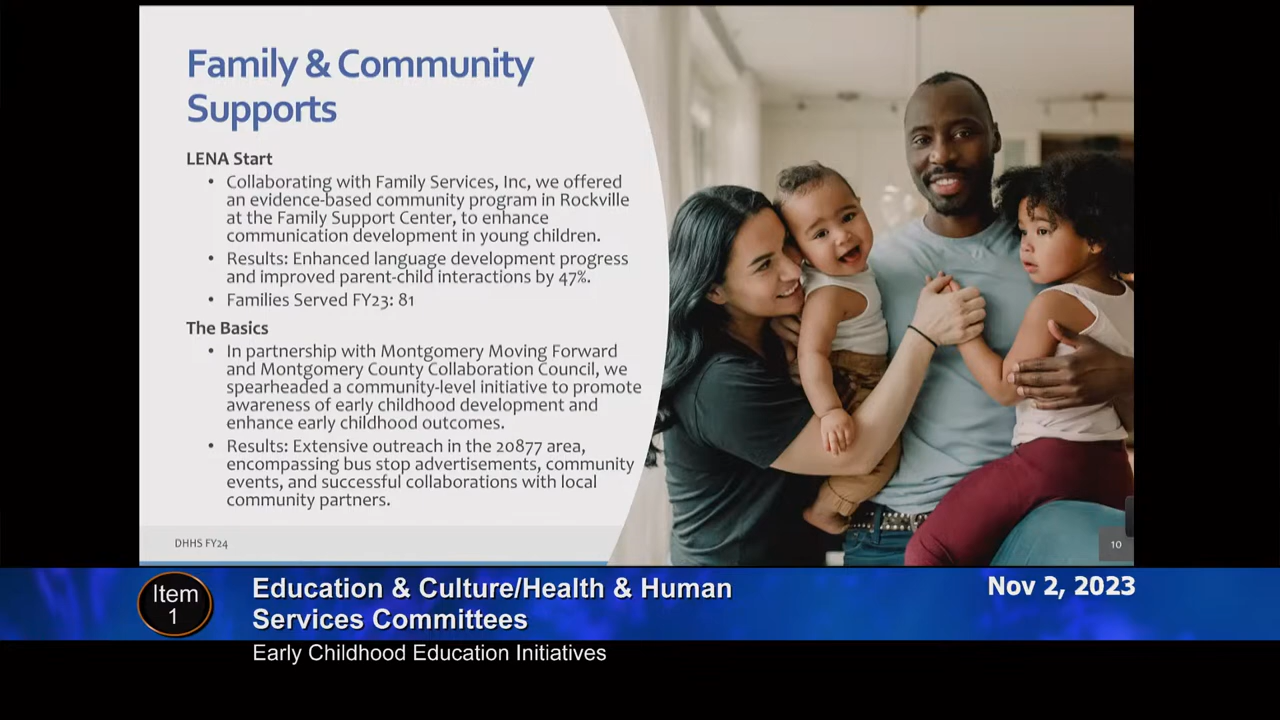 Family & Community
Supports
LENA Start
• Collaborating with Family Services, Inc, we offered
an evidence-based community program in Rockville
at the Family Support Center, to enhance
communication development in young children.
• Results: Enhanced language development progress
and improved parent-child interactions by 47%.
• Families Served FY23: 81
The Basics
• In partnership with Montgomery Moving Forward
and Montgomery County Collaboration Council, we
spearheaded a community-level initiative to promote
awareness of early childhood development and
enhance early childhood outcomes.
• Results: Extensive outreach in the 20877 area,
encompassing bus stop advertisements, community
events, and successful collaborations with local
community partners.
DHHS FY24
10
Item
1
Education & Culture/Health & Human
Services Committees
Nov 2, 2023
Early Childhood Education Initiatives